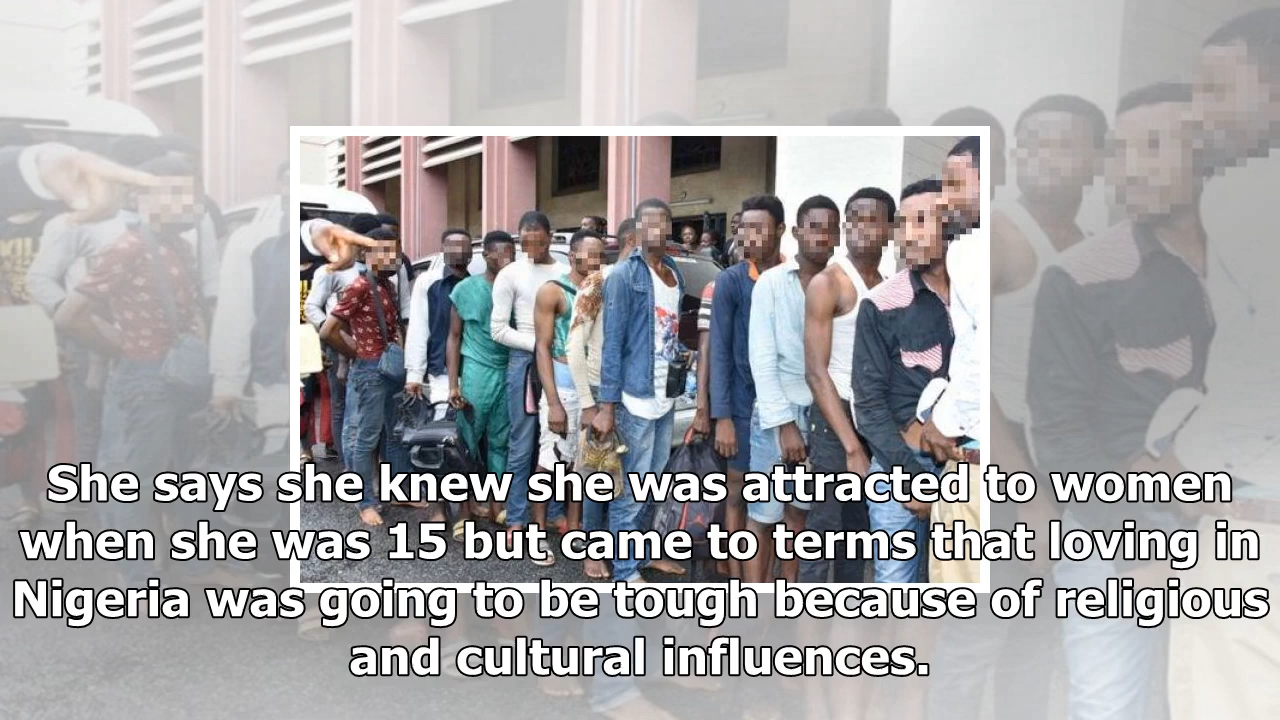 She says she knew she was attracted to women
when she was 15 but came to terms that loving in
Nigeria was going to be tough because of religious
and cultural influences.